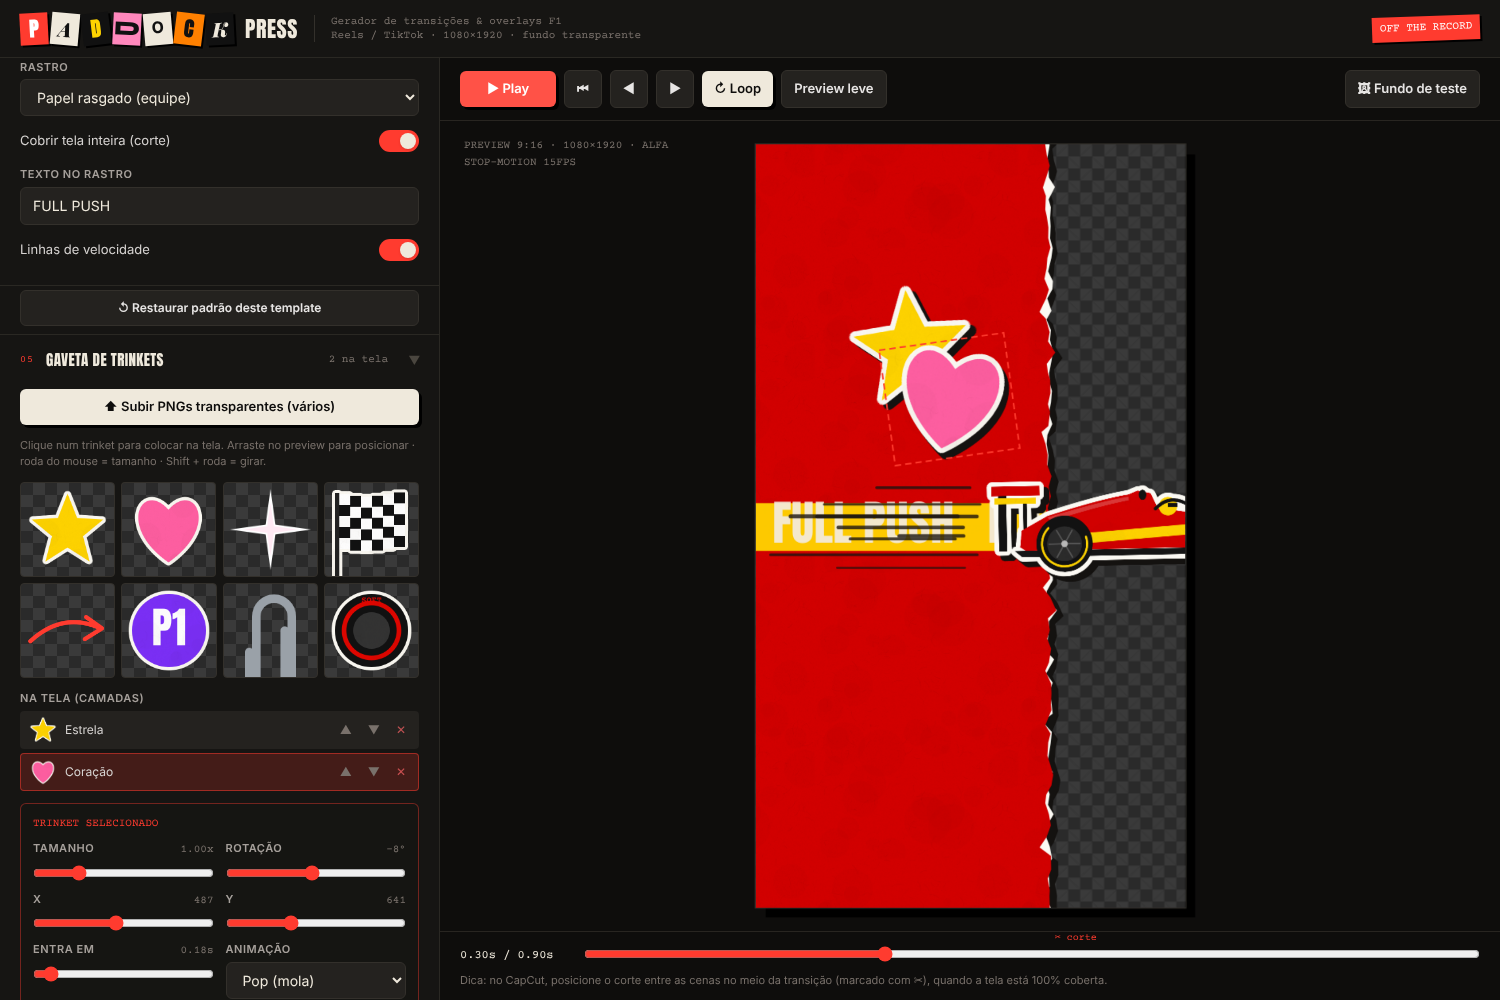 PADDOCK PRESS
Gerador de transições & overlays F1
Reels / TikTok · 1080×1920 · fundo transparente
OFF THE RECORD
RASTRO
Papel rasgado (equipe)
Cobrir tela inteira (corte)
TEXTO NO RASTRO
FULL PUSH
Linhas de velocidade
↺ Restaurar padrão deste template
05 GAVETA DE TRINKETS 2 na tela ▼
⬆ Subir PNGs transparentes (vários)
Clique num trinket para colocar na tela. Arraste no preview para posicionar ·
roda do mouse = tamanho · Shift + roda = girar.
P1
SOFT
NA TELA (CAMADAS)
Estrela ▲ ▼ ×
Coração ▲ ▼ ×
TRINKET SELECIONADO
TAMANHO 1.00x ROTAÇÃO -8°
X 487 Y 641
ENTRA EM 0.18s ANIMAÇÃO
Pop (mola)
▶ Play ⏮ ◀ ▶ ↻ Loop Preview leve 🖼 Fundo de teste
PREVIEW 9:16 · 1080×1920 · ALFA
STOP-MOTION 15FPS
FULL PUSH
✂ corte
0.30s / 0.90s
Dica: no CapCut, posicione o corte entre as cenas no meio da transição (marcado com ✂), quando a tela está 100% coberta.